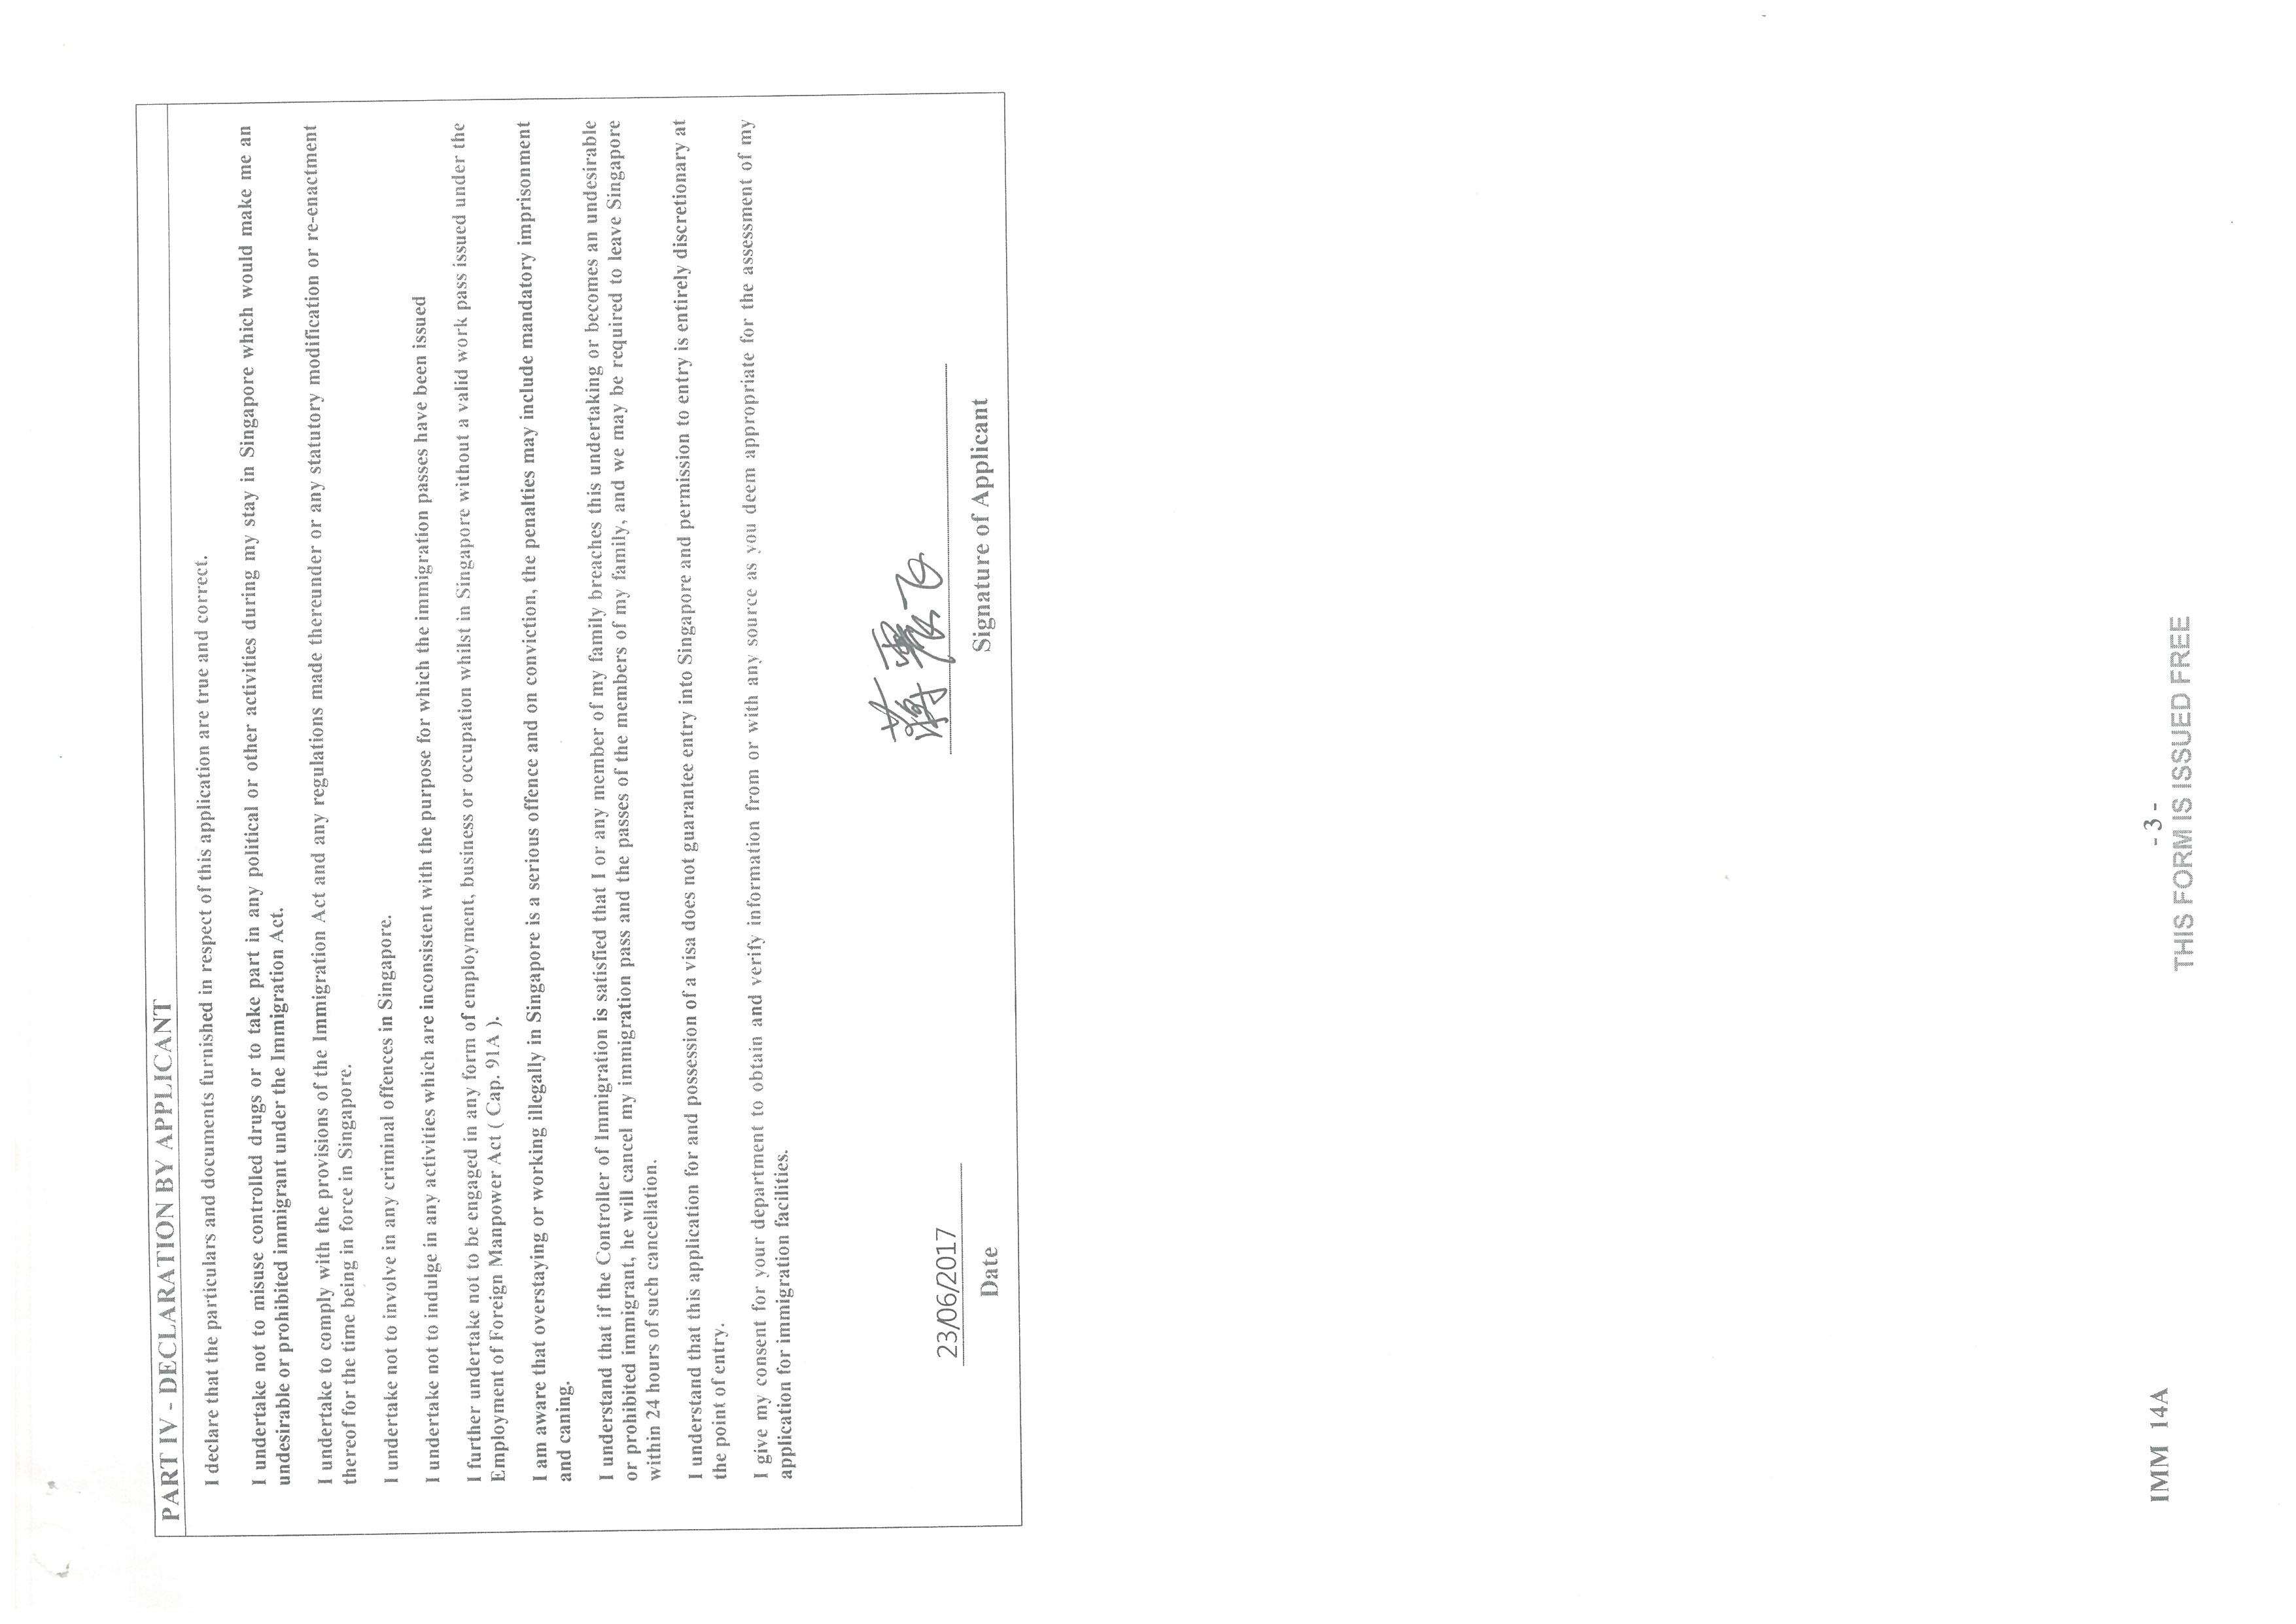 PART IV - DECLARATION BY APPLICANT
I declare that the particulars and documents furnished in respect of this application are true and correct.
I undertake not to misuse controlled drugs or to take part in any political or other activities during my stay in Singapore which would make me an
undesirable or prohibited immigrant under the Immigration Act.
I undertake to comply with the provisions of the Immigration Act and any regulations made thereunder or any statutory modification or re-enactment
thereof for the time being in force in Singapore.
I undertake not to involve in any criminal offences in Singapore.
I undertake not to indulge in any activities which are inconsistent with the purpose for which the immigration passes have been issued
I further undertake not to be engaged in any form of employment, business or occupation whilst in Singapore without a valid work pass issued under the
Employment of Foreign Manpower Act ( Cap. 91A ).
I am aware that overstaying or working illegally in Singapore is a serious offence and on conviction, the penalties may include mandatory imprisonment
and caning.
I understand that if the Controller of Immigration is satisfied that I or any member of my family breaches this undertaking or becomes an undesirable
or prohibited immigrant, he will cancel my immigration pass and the passes of the members of my family, and we may be required to leave Singapore
within 24 hours of such cancellation.
I understand that this application for and possession of a visa does not guarantee entry into Singapore and permission to entry is entirely discretionary at
the point of entry.
I give my consent for your department to obtain and verify information from or with any source as you deem appropriate for the assessment of my
application for immigration facilities.
23/06/2017
蒋 飞
Date
Signature of Applicant
IMM 14A
- 3 -
THIS FORM IS ISSUED FREE